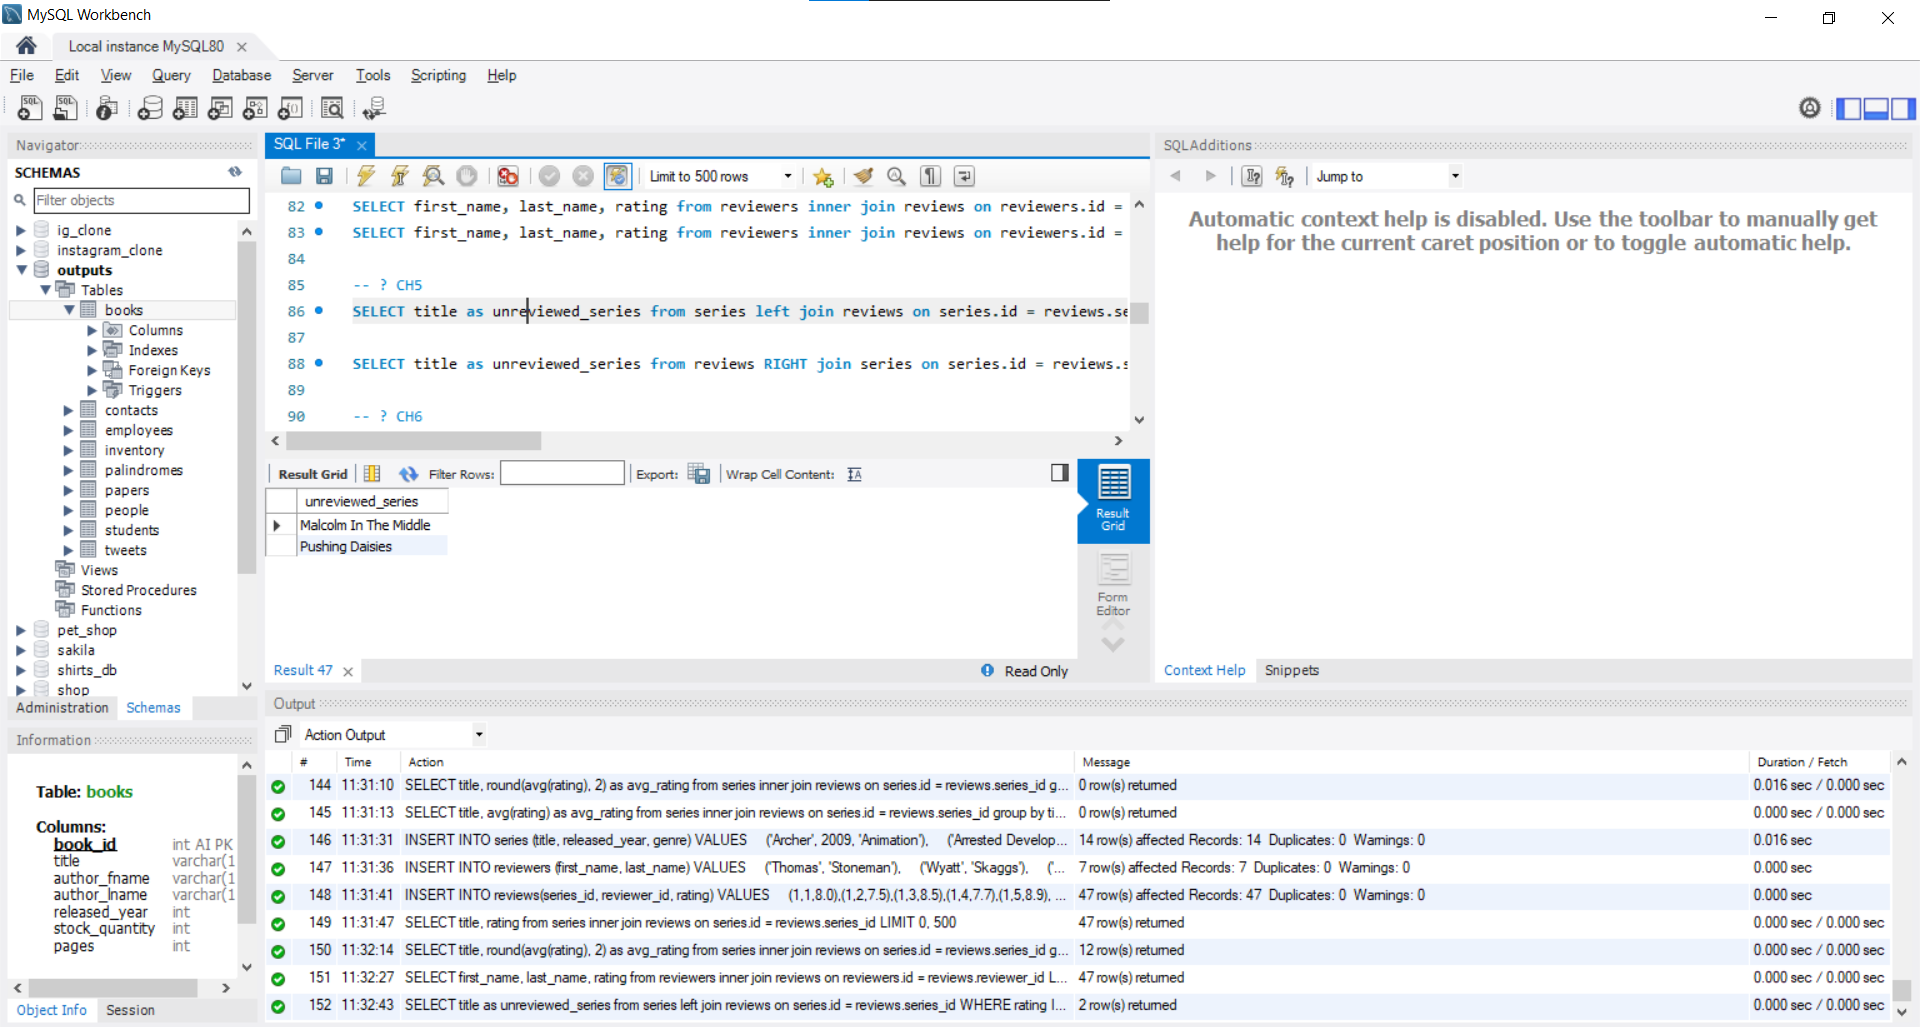 MySQL Workbench
Local instance MySQL80
File Edit View Query Database Server Tools Scripting Help
Navigator
SCHEMAS
Filter objects
ig_clone
instagram_clone
outputs
Tables
books
Columns
Indexes
Foreign Keys
Triggers
contacts
employees
inventory
palindromes
papers
people
students
tweets
Views
Stored Procedures
Functions
pet_shop
sakila
shirts_db
shop
Administration Schemas
Information
Table: books
Columns:
book_id int AI PK
title varchar(1
author_fname varchar(1
author_lname varchar(1
released_year int
stock_quantity int
pages int
Object Info Session
SQL File 3*
Limit to 500 rows
82 SELECT first_name, last_name, rating from reviewers inner join reviews on reviewers.id =
83 SELECT first_name, last_name, rating from reviewers inner join reviews on reviewers.id =
84
85 -- ? CH5
86 SELECT title as unreviewed_series from series left join reviews on series.id = reviews.se
87
88 SELECT title as unreviewed_series from reviews RIGHT join series on series.id = reviews.s
89
90 -- ? CH6
Result Grid Filter Rows: Export: Wrap Cell Content:
unreviewed_series
Malcolm In The Middle
Pushing Daisies
Result Grid
Form Editor
Result 47
Read Only
SQLAdditions
Jump to
Automatic context help is disabled. Use the toolbar to manually get
help for the current caret position or to toggle automatic help.
Context Help Snippets
Output
Action Output
# Time Action Message Duration / Fetch
144 11:31:10 SELECT title, round(avg(rating), 2) as avg_rating from series inner join reviews on series.id = reviews.series_id g... 0 row(s) returned 0.016 sec / 0.000 sec
145 11:31:13 SELECT title, avg(rating) as avg_rating from series inner join reviews on series.id = reviews.series_id group by ti... 0 row(s) returned 0.000 sec / 0.000 sec
146 11:31:31 INSERT INTO series (title, released_year, genre) VALUES ('Archer', 2009, 'Animation'), ('Arrested Develop... 14 row(s) affected Records: 14 Duplicates: 0 Warnings: 0 0.016 sec
147 11:31:36 INSERT INTO reviewers (first_name, last_name) VALUES ('Thomas', 'Stoneman'), ('Wyatt', 'Skaggs'), ('... 7 row(s) affected Records: 7 Duplicates: 0 Warnings: 0 0.000 sec
148 11:31:41 INSERT INTO reviews(series_id, reviewer_id, rating) VALUES (1,1,8.0),(1,2,7.5),(1,3,8.5),(1,4,7.7),(1,5,8.9), ... 47 row(s) affected Records: 47 Duplicates: 0 Warnings: 0 0.000 sec
149 11:31:47 SELECT title, rating from series inner join reviews on series.id = reviews.series_id LIMIT 0, 500 47 row(s) returned 0.000 sec / 0.000 sec
150 11:32:14 SELECT title, round(avg(rating), 2) as avg_rating from series inner join reviews on series.id = reviews.series_id g... 12 row(s) returned 0.000 sec / 0.000 sec
151 11:32:27 SELECT first_name, last_name, rating from reviewers inner join reviews on reviewers.id = reviews.reviewer_id L... 47 row(s) returned 0.000 sec / 0.000 sec
152 11:32:43 SELECT title as unreviewed_series from series left join reviews on series.id = reviews.series_id WHERE rating I... 2 row(s) returned 0.000 sec / 0.000 sec